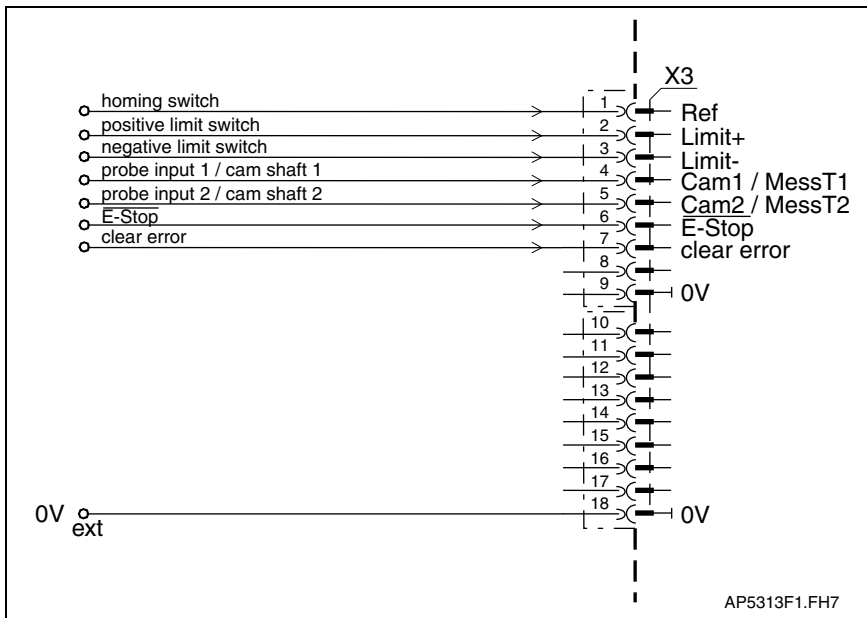 X3
homing switch 1 Ref
positive limit switch 2 Limit+
negative limit switch 3 Limit-
probe input 1 / cam shaft 1 4 Cam1 / MessT1
probe input 2 / cam shaft 2 5 Cam2 / MessT2
E-Stop 6 E-Stop
clear error 7 clear error
8
9 0V
10
11
12
13
14
15
16
17
0V ext 18 0V
AP5313F1.FH7